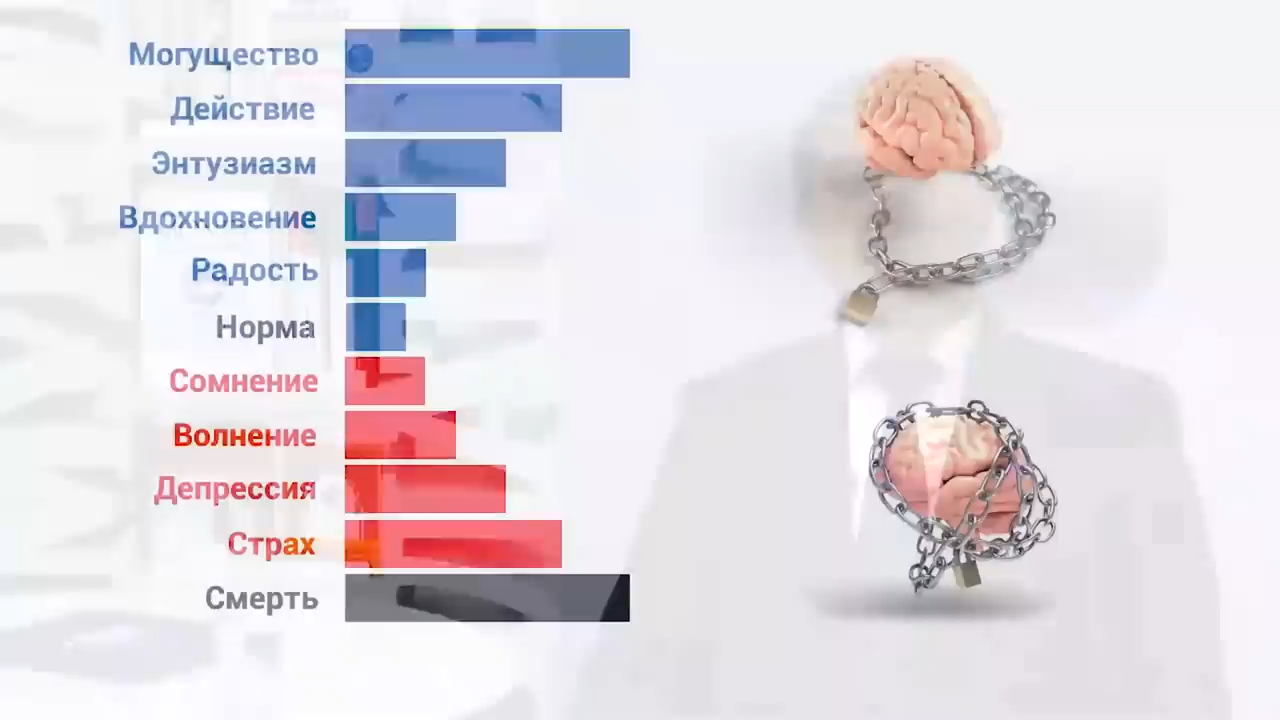 Могущество
Действие
Энтузиазм
Вдохновение
Радость
Норма
Сомнение
Волнение
Депрессия
Страх
Смерть